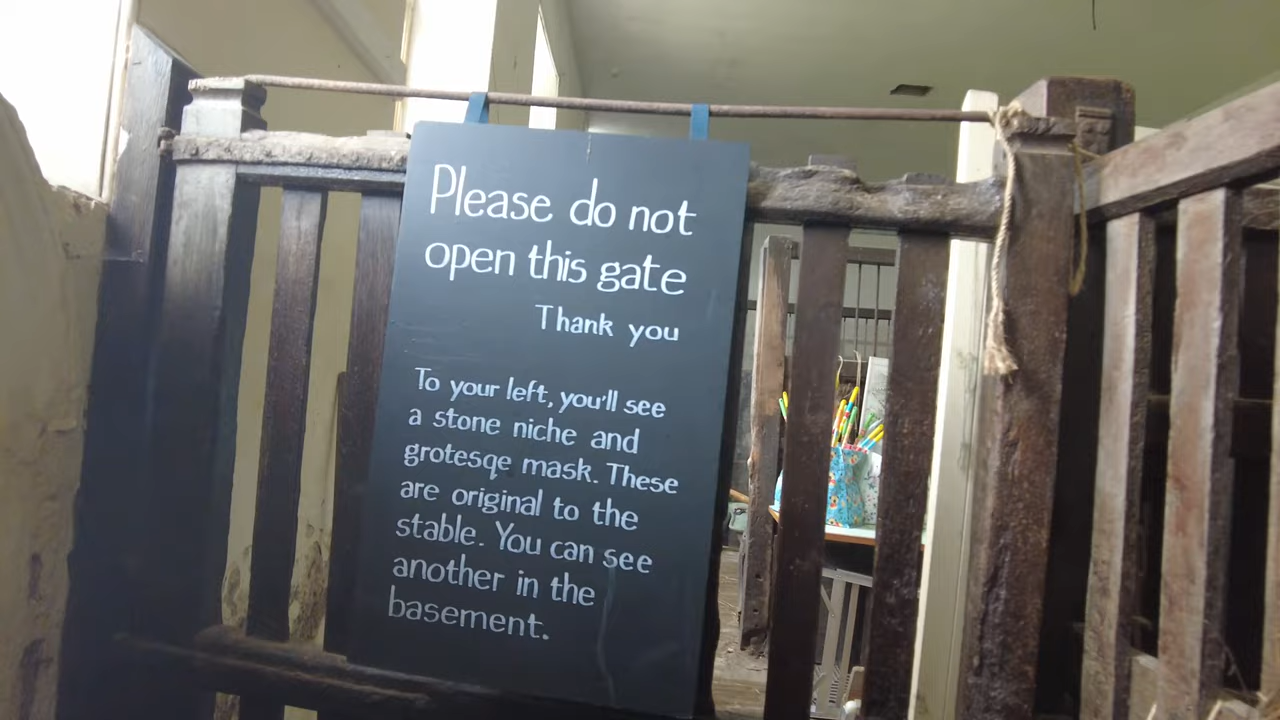 Please do not
open this gate
Thank you
To your left, you'll see
a stone niche and
grotesqe mask. These
are original to the
stable. You can see
another in the
basement.